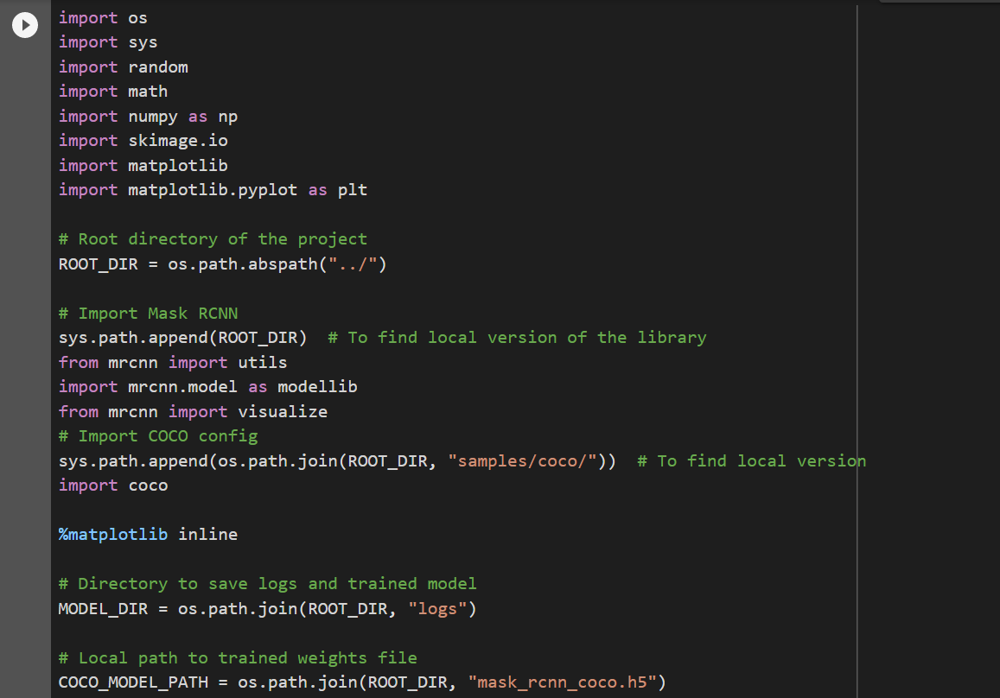 import os
import sys
import random
import math
import numpy as np
import skimage.io
import matplotlib
import matplotlib.pyplot as plt
# Root directory of the project
ROOT_DIR = os.path.abspath("../")
# Import Mask RCNN
sys.path.append(ROOT_DIR)  # To find local version of the library
from mrcnn import utils
import mrcnn.model as modellib
from mrcnn import visualize
# Import COCO config
sys.path.append(os.path.join(ROOT_DIR, "samples/coco/"))  # To find local version
import coco
%matplotlib inline
# Directory to save logs and trained model
MODEL_DIR = os.path.join(ROOT_DIR, "logs")
# Local path to trained weights file
COCO_MODEL_PATH = os.path.join(ROOT_DIR, "mask_rcnn_coco.h5")